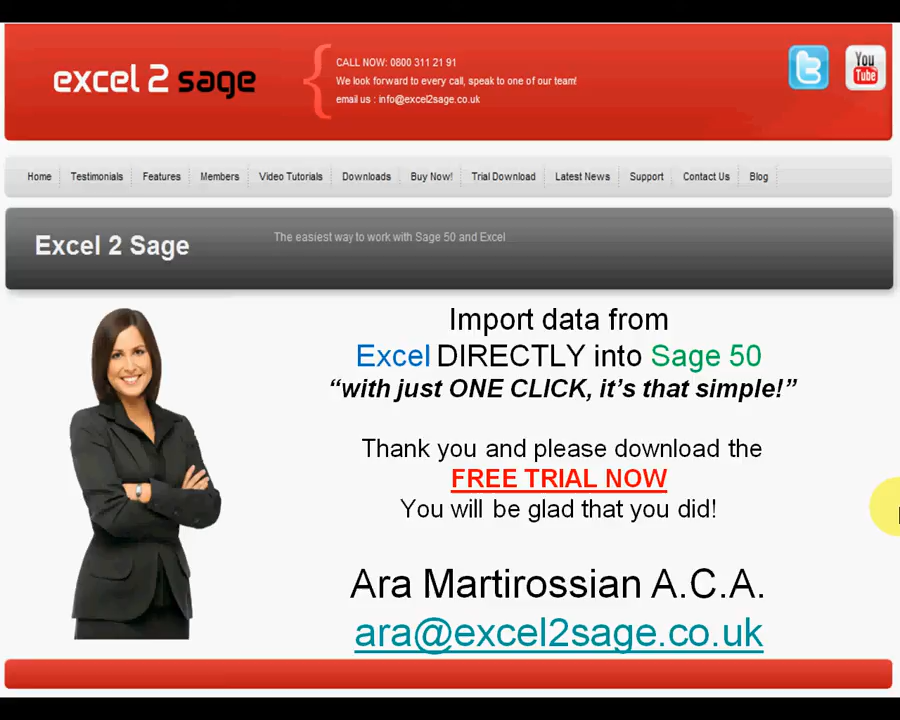 excel 2 sage
CALL NOW: 0800 311 21 91
We look forward to every call, speak to one of our team!
email us : info@excel2sage.co.uk
You
Tube
Home Testimonials Features Members Video Tutorials Downloads Buy Now! Trial Download Latest News Support Contact Us Blog
Excel 2 Sage
The easiest way to work with Sage 50 and Excel
Import data from
Excel DIRECTLY into Sage 50
“with just ONE CLICK, it’s that simple!”
Thank you and please download the
FREE TRIAL NOW
You will be glad that you did!
Ara Martirossian A.C.A.
ara@excel2sage.co.uk